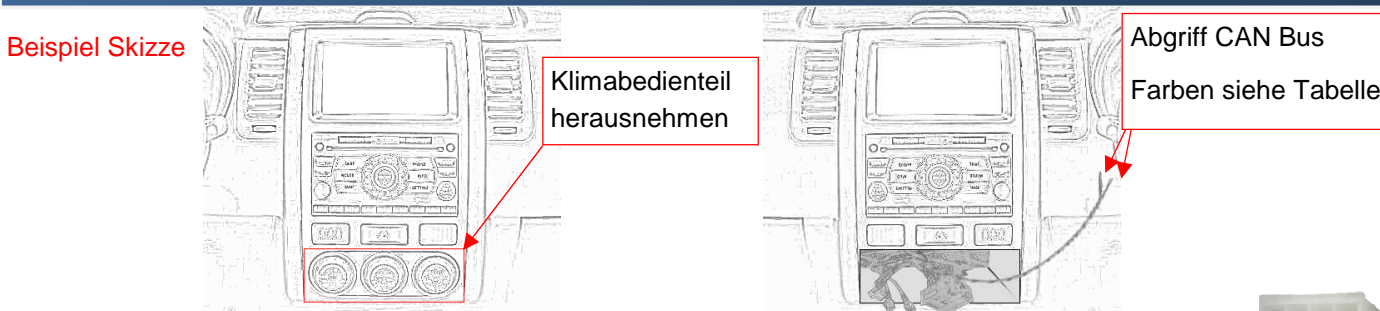 Beispiel Skizze
Klimabedienteil
herausnehmen
Abgriff CAN Bus
Farben siehe Tabelle